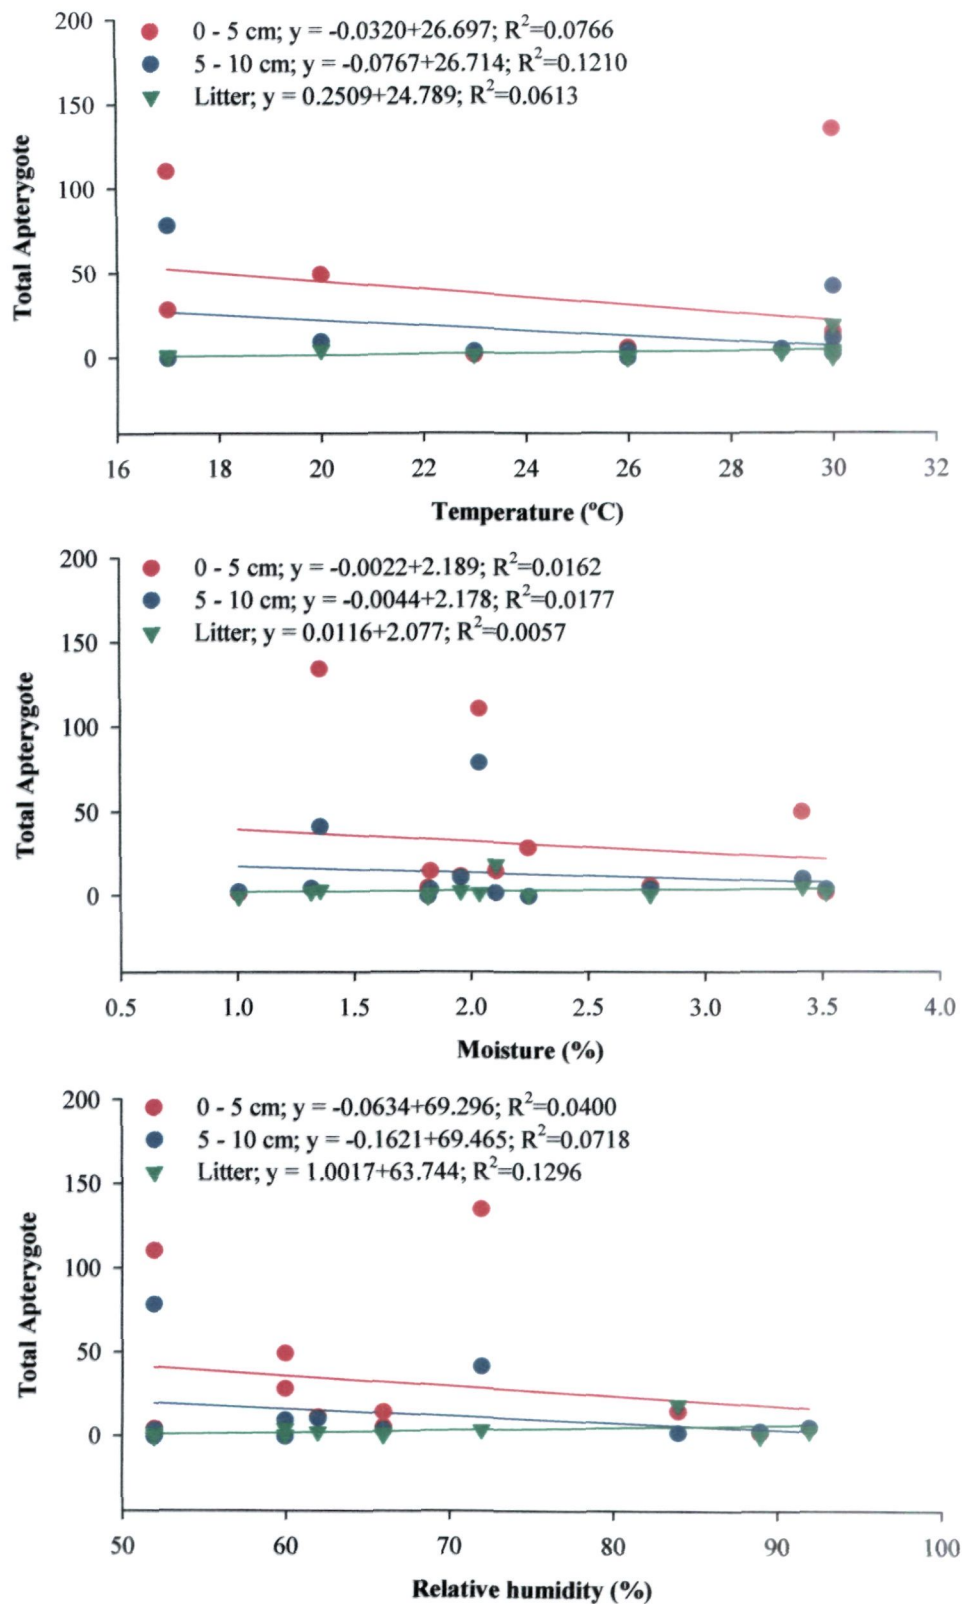 200
150
100
50
0
Total Apterygote
0 - 5 cm; y = -0.0320+26.697; R²=0.0766
5 - 10 cm; y = -0.0767+26.714; R²=0.1210
Litter; y = 0.2509+24.789; R²=0.0613
16 18 20 22 24 26 28 30 32
Temperature (ºC)
200
150
100
50
0
Total Apterygote
0 - 5 cm; y = -0.0022+2.189; R²=0.0162
5 - 10 cm; y = -0.0044+2.178; R²=0.0177
Litter; y = 0.0116+2.077; R²=0.0057
0.5 1.0 1.5 2.0 2.5 3.0 3.5 4.0
Moisture (%)
200
150
100
50
0
Total Apterygote
0 - 5 cm; y = -0.0634+69.296; R²=0.0400
5 - 10 cm; y = -0.1621+69.465; R²=0.0718
Litter; y = 1.0017+63.744; R²=0.1296
50 60 70 80 90 100
Relative humidity (%)